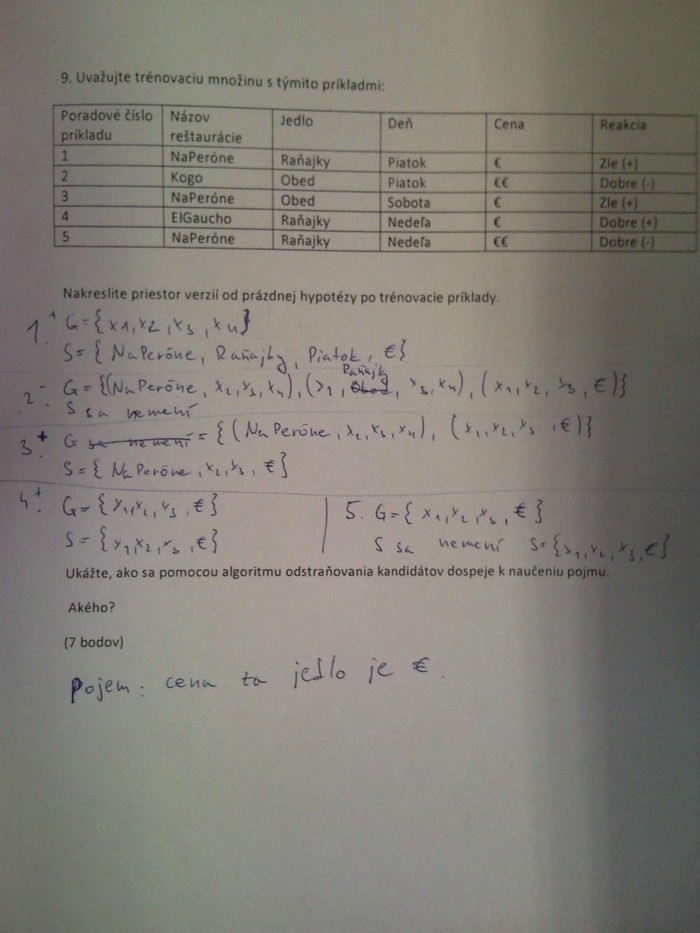 9. Uvažujte trénovaciu množinu s týmito príkladmi:
Poradové číslo príkladu | Názov reštaurácie | Jedlo | Deň | Cena | Reakcia
1 | NaPeróne | Raňajky | Piatok | € | Zle (+)
2 | Kogo | Obed | Piatok | €€ | Dobre (-)
3 | NaPeróne | Obed | Sobota | € | Zle (+)
4 | ElGaucho | Raňajky | Nedeľa | € | Dobre (+)
5 | NaPeróne | Raňajky | Nedeľa | €€ | Dobre (-)
Nakreslite priestor verzií od prázdnej hypotézy po trénovacie príklady.
1.+ G={x1,x2,x3,x4}
S={NaPeróne, Raňajky, Piatok, €}
2.- G={(NaPeróne, x2,x3,x4),(x1, Raňajky, x3,x4),(x1,x2,x3,€)}
S sa nemení
3.+ G sa nemení = {(NaPeróne,x2,x3,x4), (x1,x2,x3,€)}
S={NaPeróne,x2,x3,€}
4.+ G={x1,x2,x3,€}
S={x1,x2,x3,€}
5. G={x1,x2,x3,€}
S sa nemení S={x1,x2,x3,€}
Ukážte, ako sa pomocou algoritmu odstraňovania kandidátov dospeje k naučeniu pojmu.
Akého?
(7 bodov)
Pojem: cena za jedlo je €.